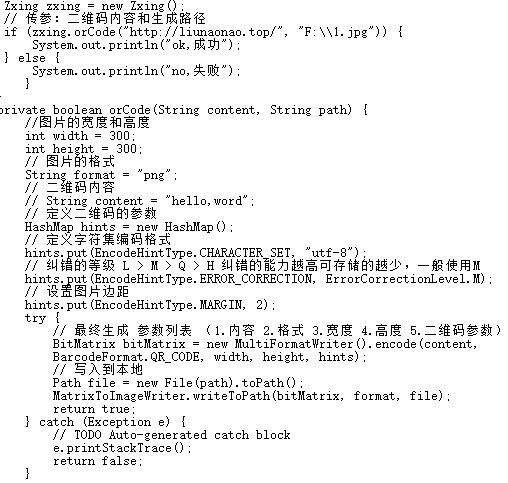 Zxing zxing = new Zxing();
// 传参：二维码内容和生成路径
if (zxing.orCode("http://liunaonao.top/", "F:\\1.jpg")) {
System.out.println("ok,成功");
} else {
System.out.println("no,失败");
}
private boolean orCode(String content, String path) {
//图片的宽度和高度
int width = 300;
int height = 300;
// 图片的格式
String format = "png";
// 二维码内容
// String content = "hello,word";
// 定义二维码的参数
HashMap hints = new HashMap();
// 定义字符集编码格式
hints.put(EncodeHintType.CHARACTER_SET, "utf-8");
// 纠错的等级 L > M > Q > H 纠错的能力越高可存储的越少，一般使用M
hints.put(EncodeHintType.ERROR_CORRECTION, ErrorCorrectionLevel.M);
// 设置图片边距
hints.put(EncodeHintType.MARGIN, 2);
try {
// 最终生成 参数列表 （1.内容 2.格式 3.宽度 4.高度 5.二维码参数）
BitMatrix bitMatrix = new MultiFormatWriter().encode(content,
BarcodeFormat.QR_CODE, width, height, hints);
// 写入到本地
Path file = new File(path).toPath();
MatrixToImageWriter.writeToPath(bitMatrix, format, file);
return true;
} catch (Exception e) {
// TODO Auto-generated catch block
e.printStackTrace();
return false;
}